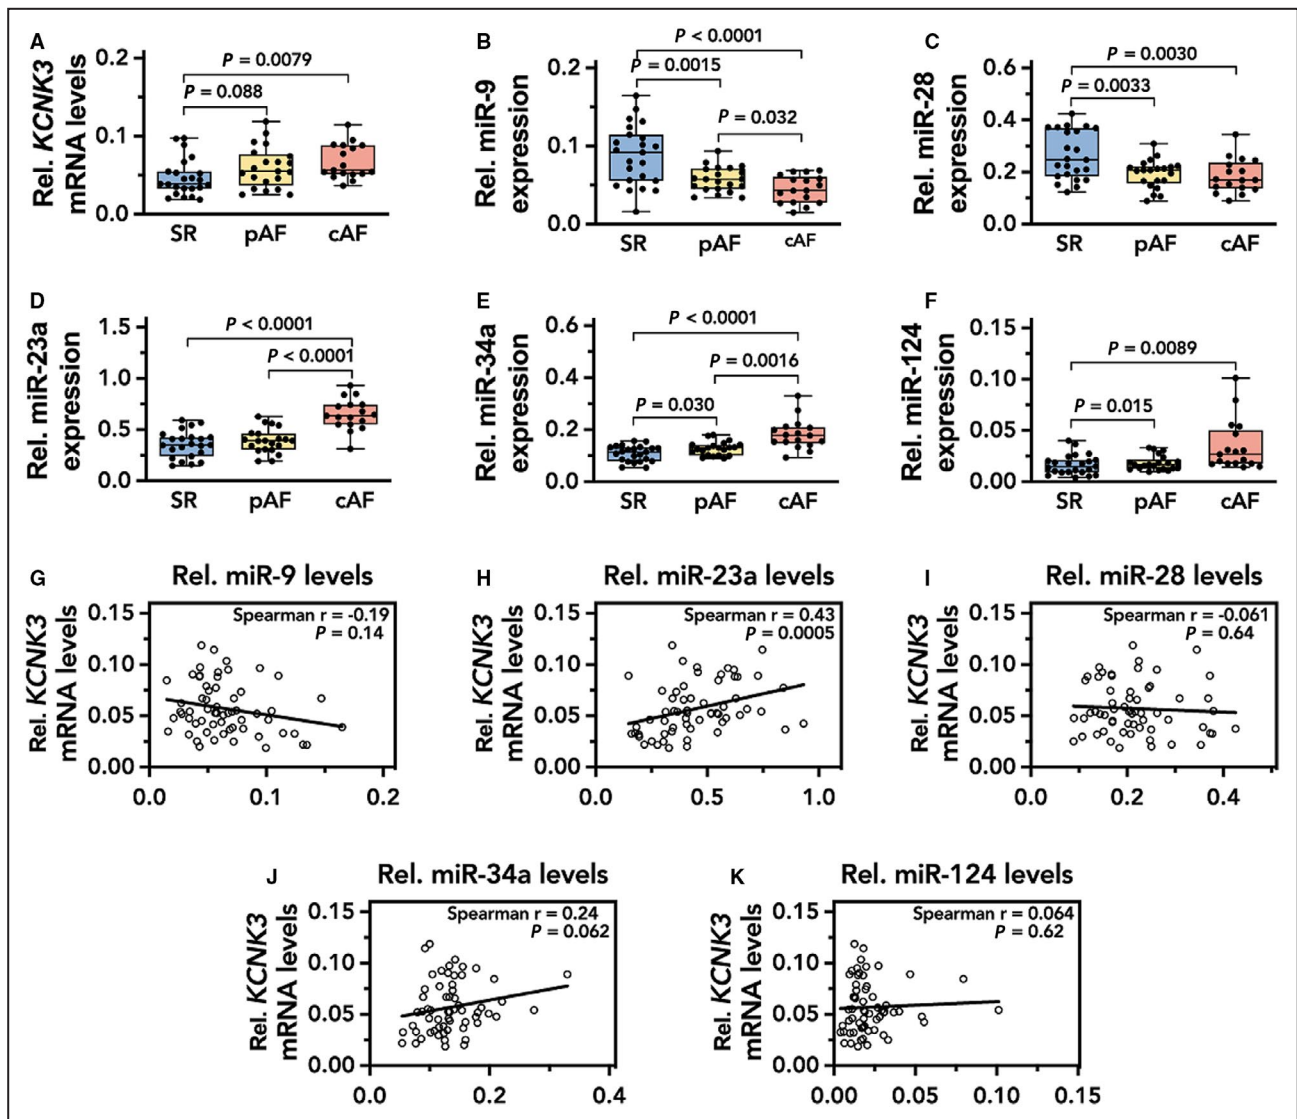 A
Rel. KCNK3
mRNA levels
0.2
0.1
0.0
P = 0.0079
P = 0.088
SR pAF cAF
B
Rel. miR-9
expression
0.2
0.1
0.0
P < 0.0001
P = 0.0015
P = 0.032
SR pAF cAF
C
Rel. miR-28
expression
0.6
0.4
0.2
0.0
P = 0.0030
P = 0.0033
SR pAF cAF
D
Rel. miR-23a
expression
1.5
1.0
0.5
0.0
P < 0.0001
P < 0.0001
SR pAF cAF
E
Rel. miR-34a
expression
0.6
0.4
0.2
0.0
P < 0.0001
P = 0.0016
P = 0.030
SR pAF cAF
F
Rel. miR-124
expression
0.15
0.10
0.05
0.00
P = 0.0089
P = 0.015
SR pAF cAF
G
Rel. miR-9 levels
Rel. KCNK3
mRNA levels
0.15
0.10
0.05
0.00
Spearman r = -0.19
P = 0.14
0.0 0.1 0.2
H
Rel. miR-23a levels
Rel. KCNK3
mRNA levels
0.15
0.10
0.05
0.00
Spearman r = 0.43
P = 0.0005
0.0 0.5 1.0
I
Rel. miR-28 levels
Rel. KCNK3
mRNA levels
0.15
0.10
0.05
0.00
Spearman r = -0.061
P = 0.64
0.0 0.2 0.4
J
Rel. miR-34a levels
Rel. KCNK3
mRNA levels
0.15
0.10
0.05
0.00
Spearman r = 0.24
P = 0.062
0.0 0.2 0.4
K
Rel. miR-124 levels
Rel. KCNK3
mRNA levels
0.15
0.10
0.05
0.00
Spearman r = 0.064
P = 0.62
0.00 0.05 0.10 0.15